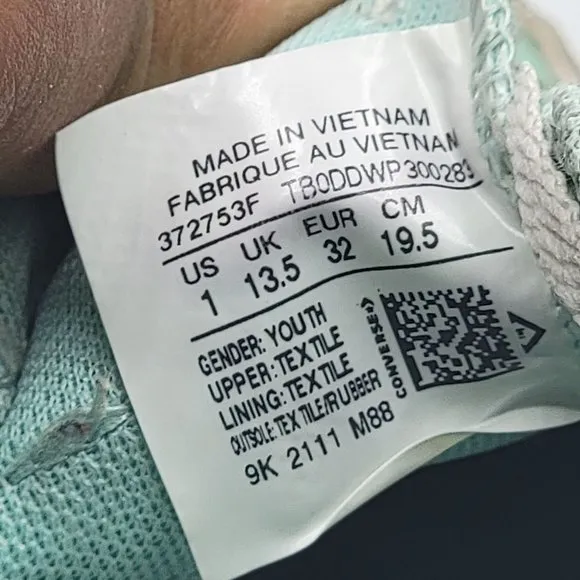 MADE IN VIETNAM
FABRIQUE AU VIETNAM
372753F TB0DDWP300283
US UK EUR CM
1 13.5 32 19.5
GENDER: YOUTH
UPPER: TEXTILE
LINING: TEXTILE
OUTSOLE: TEXTILE/RUBBER
9K 2111 M88
CONVERSE